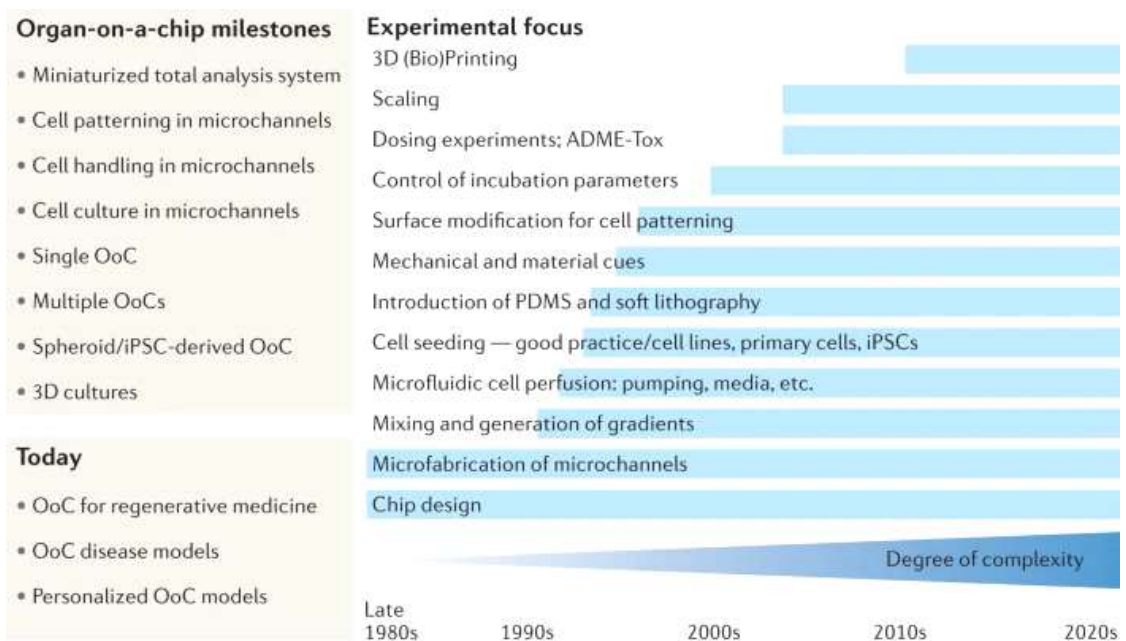 Organ-on-a-chip milestones
• Miniaturized total analysis system
• Cell patterning in microchannels
• Cell handling in microchannels
• Cell culture in microchannels
• Single OoC
• Multiple OoCs
• Spheroid/iPSC-derived OoC
• 3D cultures
Today
• OoC for regenerative medicine
• OoC disease models
• Personalized OoC models
Experimental focus
3D (Bio)Printing
Scaling
Dosing experiments; ADME-Tox
Control of incubation parameters
Surface modification for cell patterning
Mechanical and material cues
Introduction of PDMS and soft lithography
Cell seeding — good practice/cell lines, primary cells, iPSCs
Microfluidic cell perfusion: pumping, media, etc.
Mixing and generation of gradients
Microfabrication of microchannels
Chip design
Degree of complexity
Late
1980s 1990s 2000s 2010s 2020s